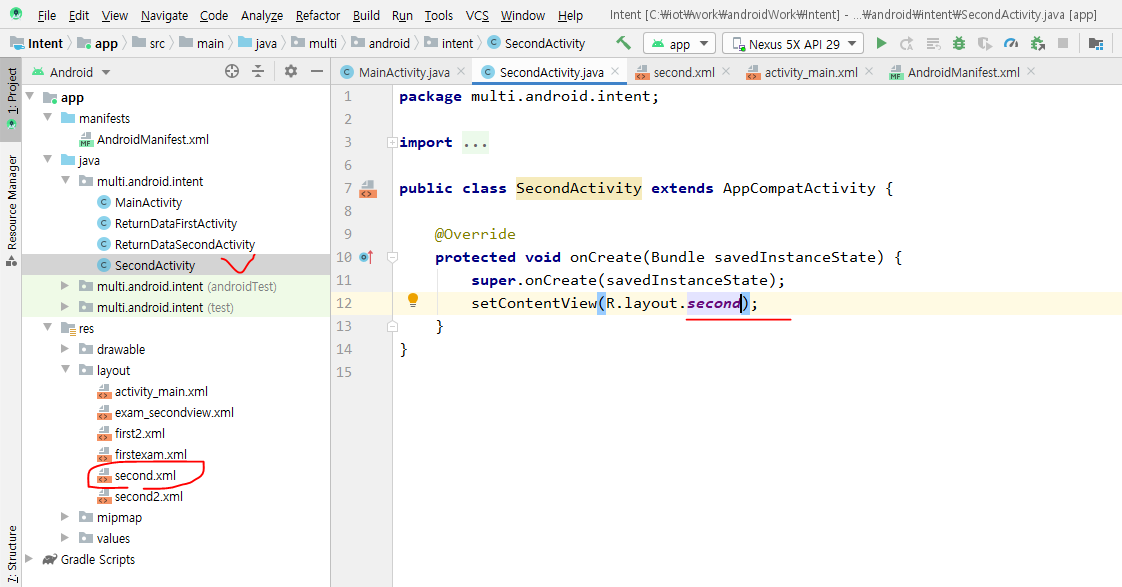 File Edit View Navigate Code Analyze Refactor Build Run Tools VCS Window Help Intent [C:₩iot₩work₩androidWork₩Intent] - ...₩android₩intent₩SecondActivity.java [app]
Intent app src main java multi android intent SecondActivity app Nexus 5X API 29
1: Project
Resource Manager
7: Structure
Android
app
manifests
AndroidManifest.xml
java
multi.android.intent
MainActivity
ReturnDataFirstActivity
ReturnDataSecondActivity
SecondActivity
multi.android.intent (androidTest)
multi.android.intent (test)
res
drawable
layout
activity_main.xml
exam_secondview.xml
first2.xml
firstexam.xml
second.xml
second2.xml
mipmap
values
Gradle Scripts
MainActivity.java SecondActivity.java second.xml activity_main.xml AndroidManifest.xml
1 package multi.android.intent;
2
3 import ...
6
7 public class SecondActivity extends AppCompatActivity {
8
9 @Override
10 protected void onCreate(Bundle savedInstanceState) {
11 super.onCreate(savedInstanceState);
12 setContentView(R.layout.second);
13 }
14 }
15